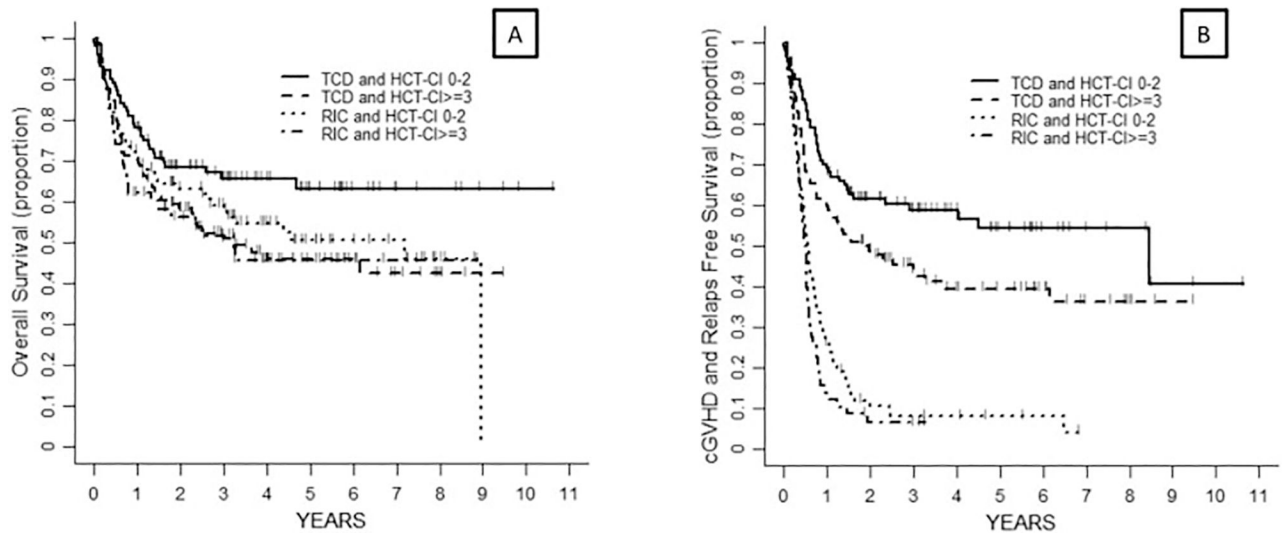 A
TCD and HCT-CI 0-2
TCD and HCT-CI>=3
RIC and HCT-CI 0-2
RIC and HCT-CI>=3
Overall Survival (proportion)
1
0.9
0.8
0.7
0.6
0.5
0.4
0.3
0.2
0.1
0
0 1 2 3 4 5 6 7 8 9 10 11
YEARS
B
TCD and HCT-CI 0-2
TCD and HCT-CI>=3
RIC and HCT-CI 0-2
RIC and HCT-CI>=3
cGVHD and Relaps Free Survival (proportion)
1
0.9
0.8
0.7
0.6
0.5
0.4
0.3
0.2
0.1
0
0 1 2 3 4 5 6 7 8 9 10 11
YEARS